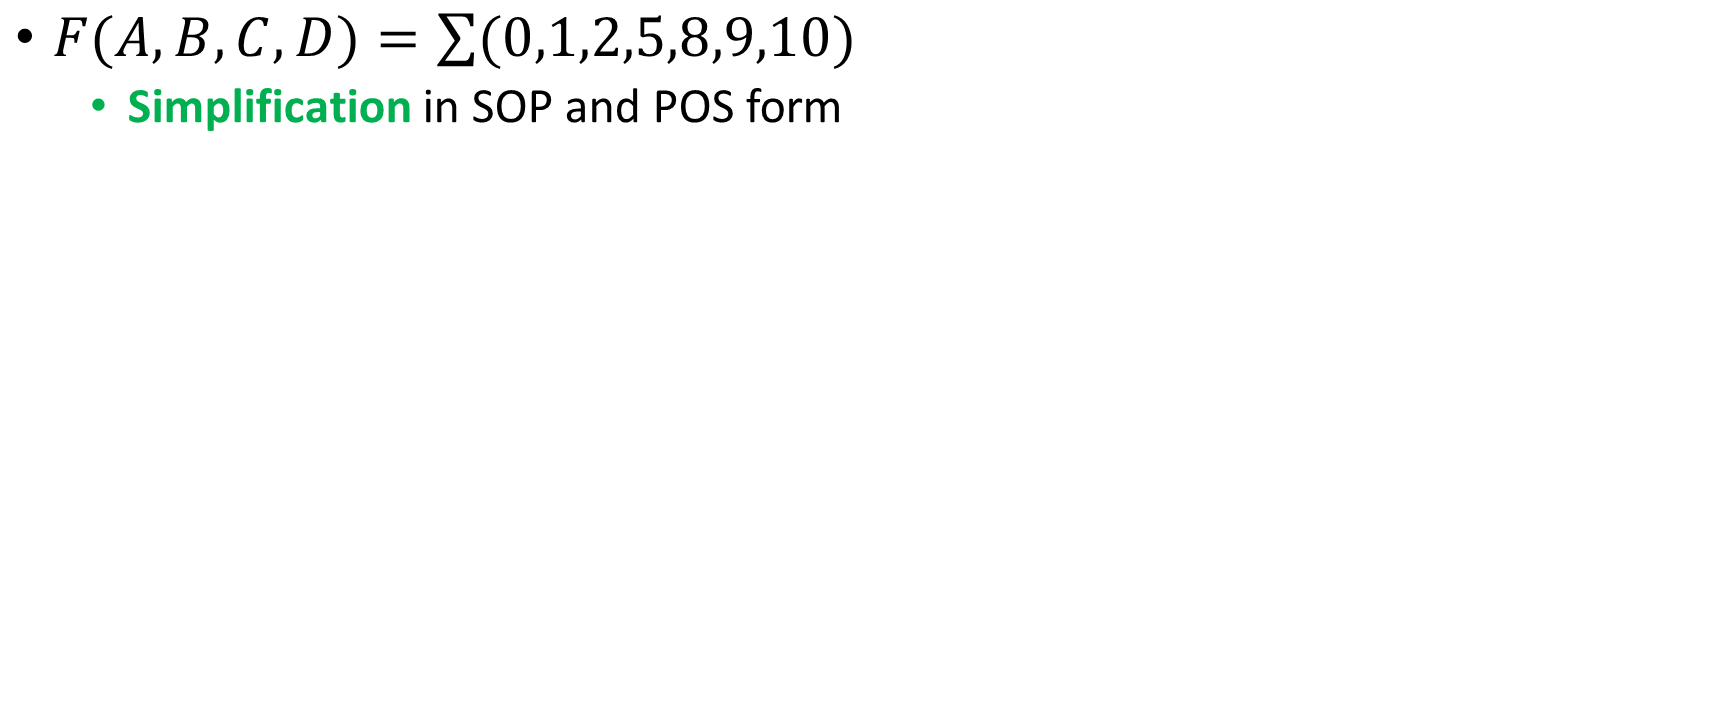 • F(A, B, C, D) = ∑(0,1,2,5,8,9,10)
• Simplification in SOP and POS form